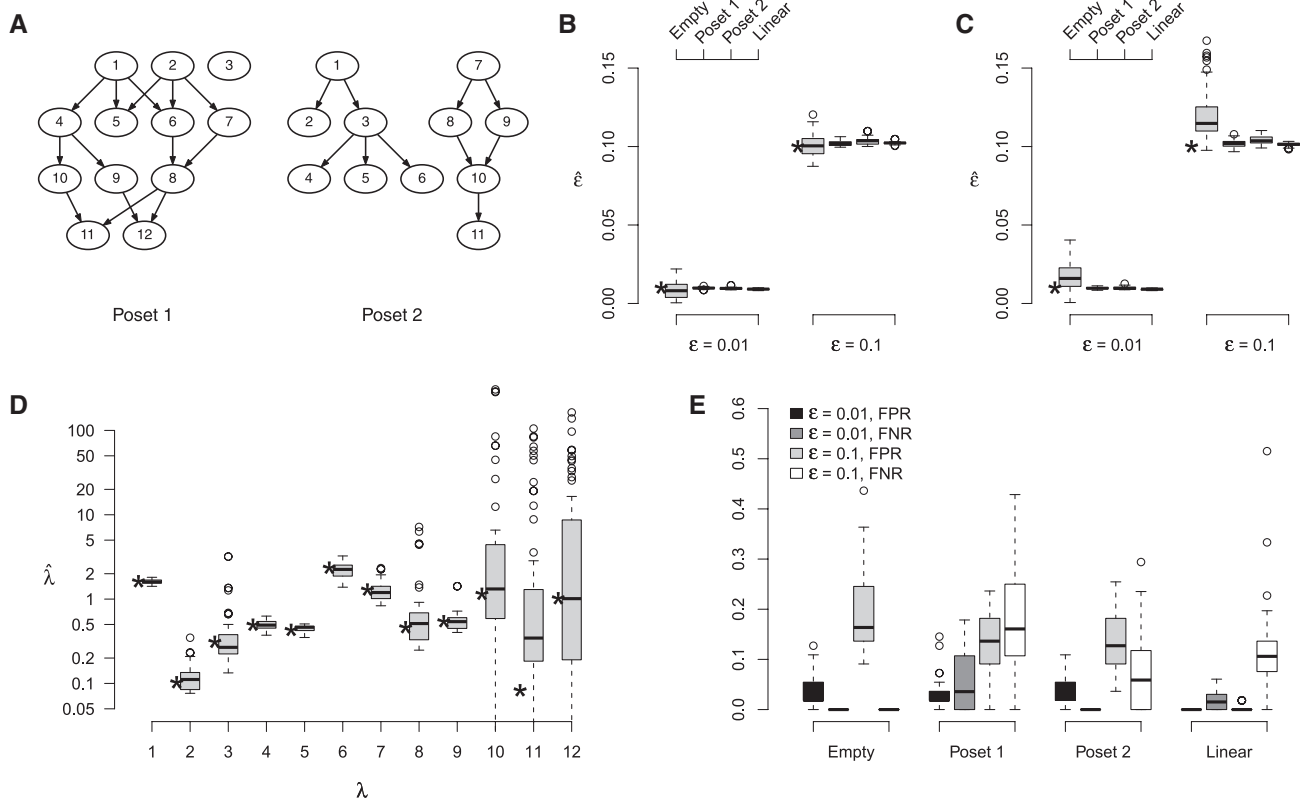 A
1
2
3
4
5
6
7
10
9
8
11
12
Poset 1
1
7
2
3
8
9
4
5
6
10
11
Poset 2
B
Empty
Poset 1
Poset 2
Linear
0.15
0.10
0.05
0.00
ε̂
ε = 0.01
ε = 0.1
C
Empty
Poset 1
Poset 2
Linear
0.15
0.10
0.05
0.00
ε̂
ε = 0.01
ε = 0.1
D
100
50
20
10
5
2
1
0.5
0.2
0.1
0.05
λ̂
1 2 3 4 5 6 7 8 9 10 11 12
λ
E
0.6
0.5
0.4
0.3
0.2
0.1
0.0
ε = 0.01, FPR
ε = 0.01, FNR
ε = 0.1, FPR
ε = 0.1, FNR
Empty
Poset 1
Poset 2
Linear